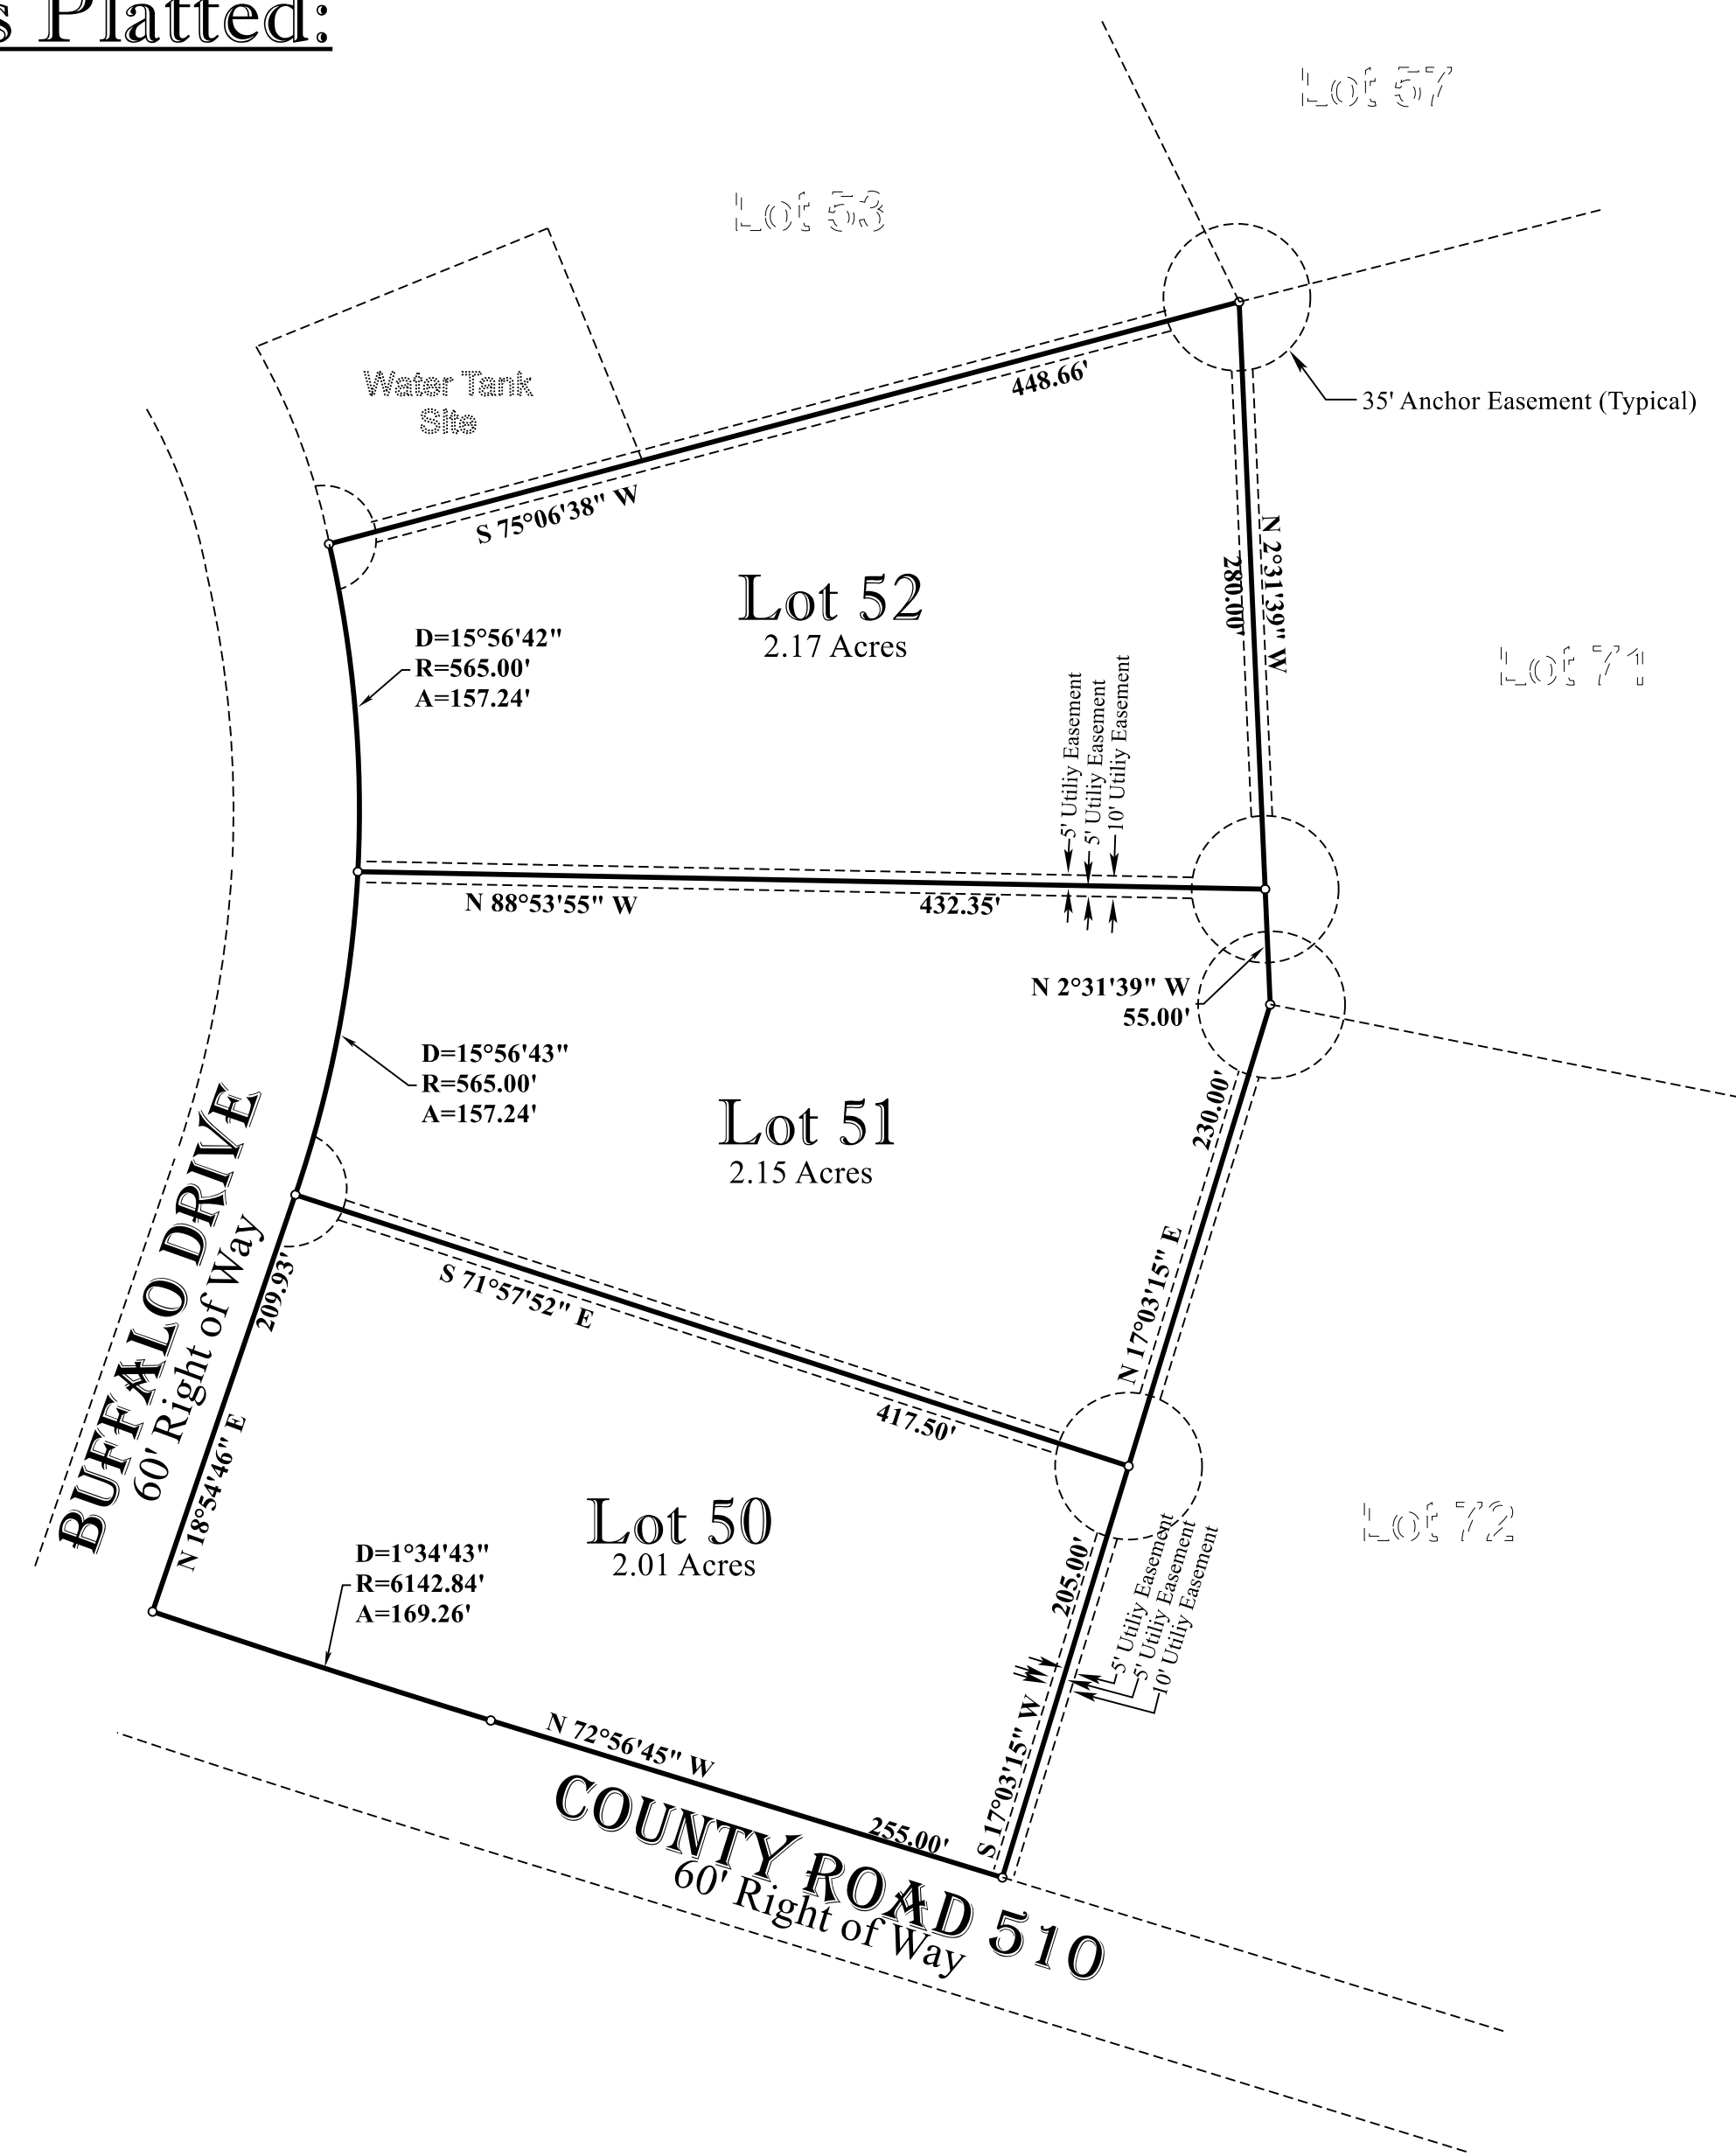 s Platted:
Lot 57
Lot 53
Water Tank
Site
448.66'
35' Anchor Easement (Typical)
S 75°06'38" W
N 2°31'39" W
280.00'
Lot 52
2.17 Acres
D=15°56'42"
R=565.00'
A=157.24'
Lot 71
5' Utiliy Easement
5' Utiliy Easement
10' Utiliy Easement
N 88°53'55" W
432.35'
N 2°31'39" W
55.00'
D=15°56'43"
R=565.00'
A=157.24'
Lot 51
2.15 Acres
230.00'
N 17°03'15" E
BUFFALO DRIVE
60' Right of Way
209.93'
N 18°54'46" E
S 71°57'52" E
417.50'
Lot 50
2.01 Acres
D=1°34'43"
R=6142.84'
A=169.26'
Lot 72
205.00'
S 17°03'15" W
5' Utiliy Easement
5' Utiliy Easement
10' Utiliy Easement
N 72°56'45" W
255.00'
COUNTY ROAD 510
60' Right of Way